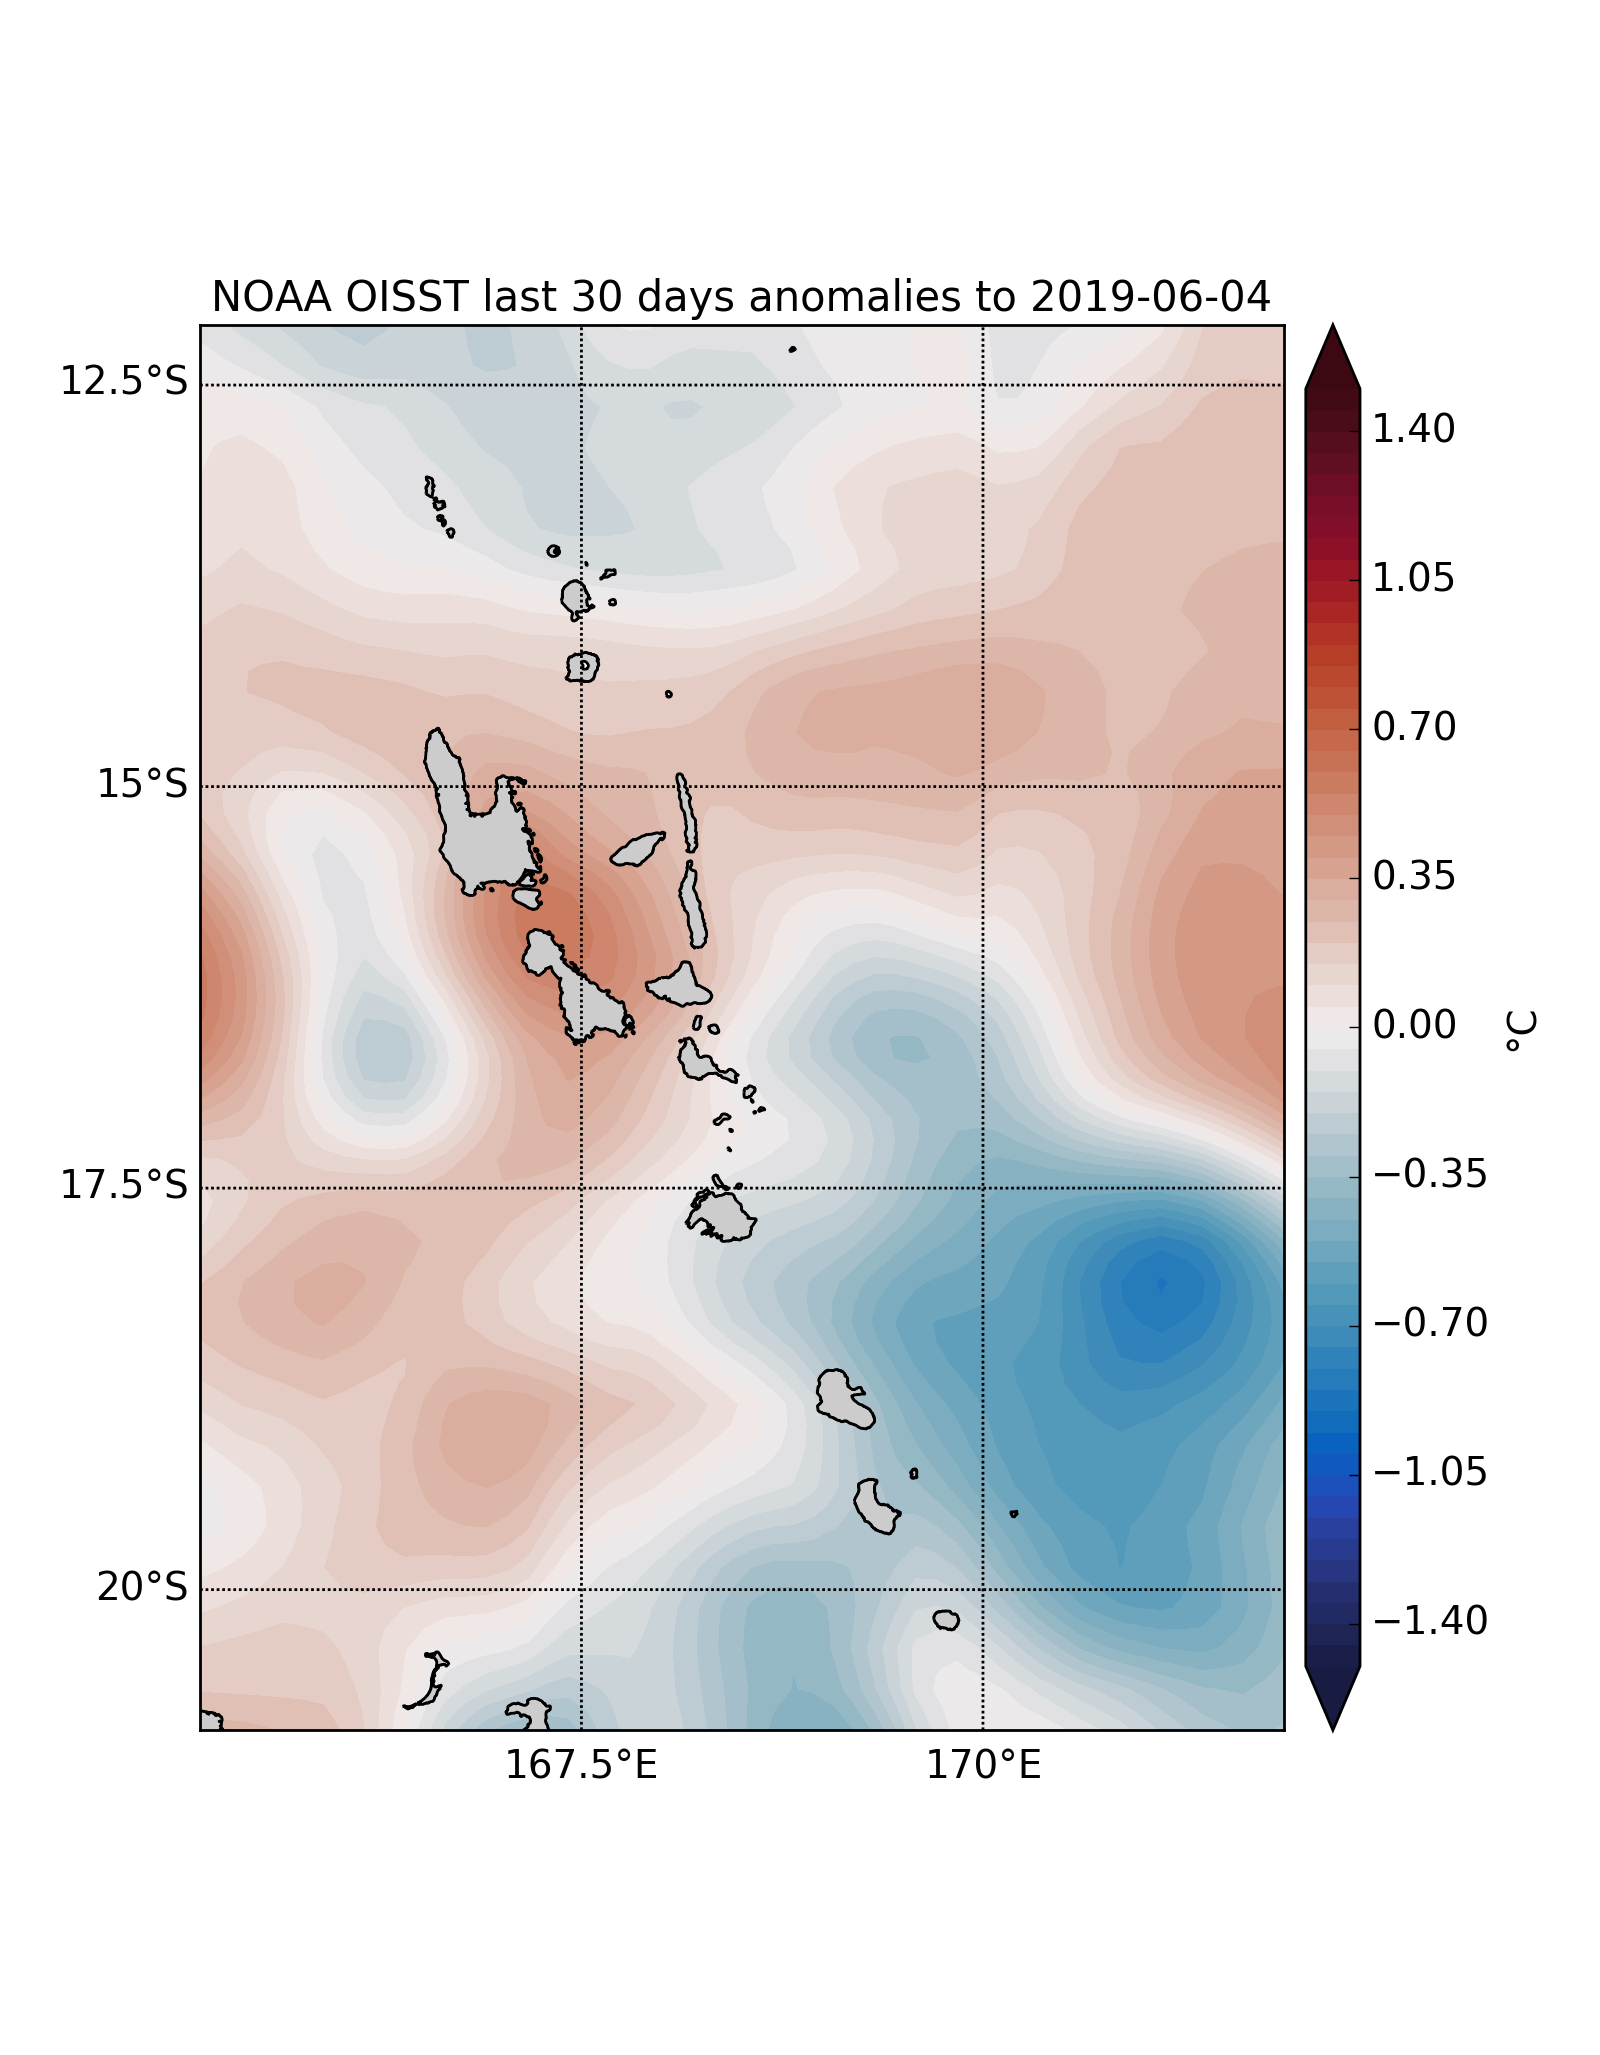 NOAA OISST last 30 days anomalies to 2019-06-04
12.5°S
15°S
17.5°S
20°S
167.5°E
170°E
1.40
1.05
0.70
0.35
0.00
−0.35
−0.70
−1.05
−1.40
°C